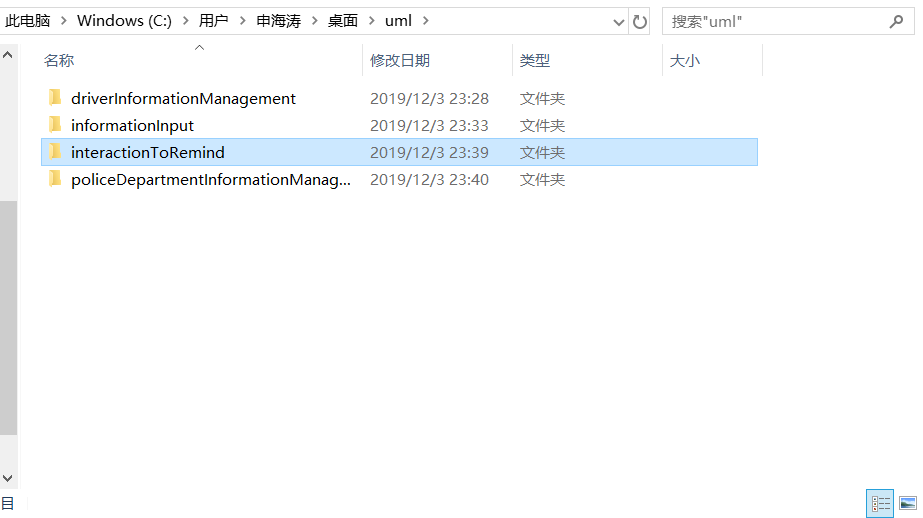 此电脑 > Windows (C:) > 用户 > 申海涛 > 桌面 > uml >
搜索"uml"
名称 修改日期 类型 大小
driverInformationManagement 2019/12/3 23:28 文件夹
informationInput 2019/12/3 23:33 文件夹
interactionToRemind 2019/12/3 23:39 文件夹
policeDepartmentInformationManag... 2019/12/3 23:40 文件夹
目